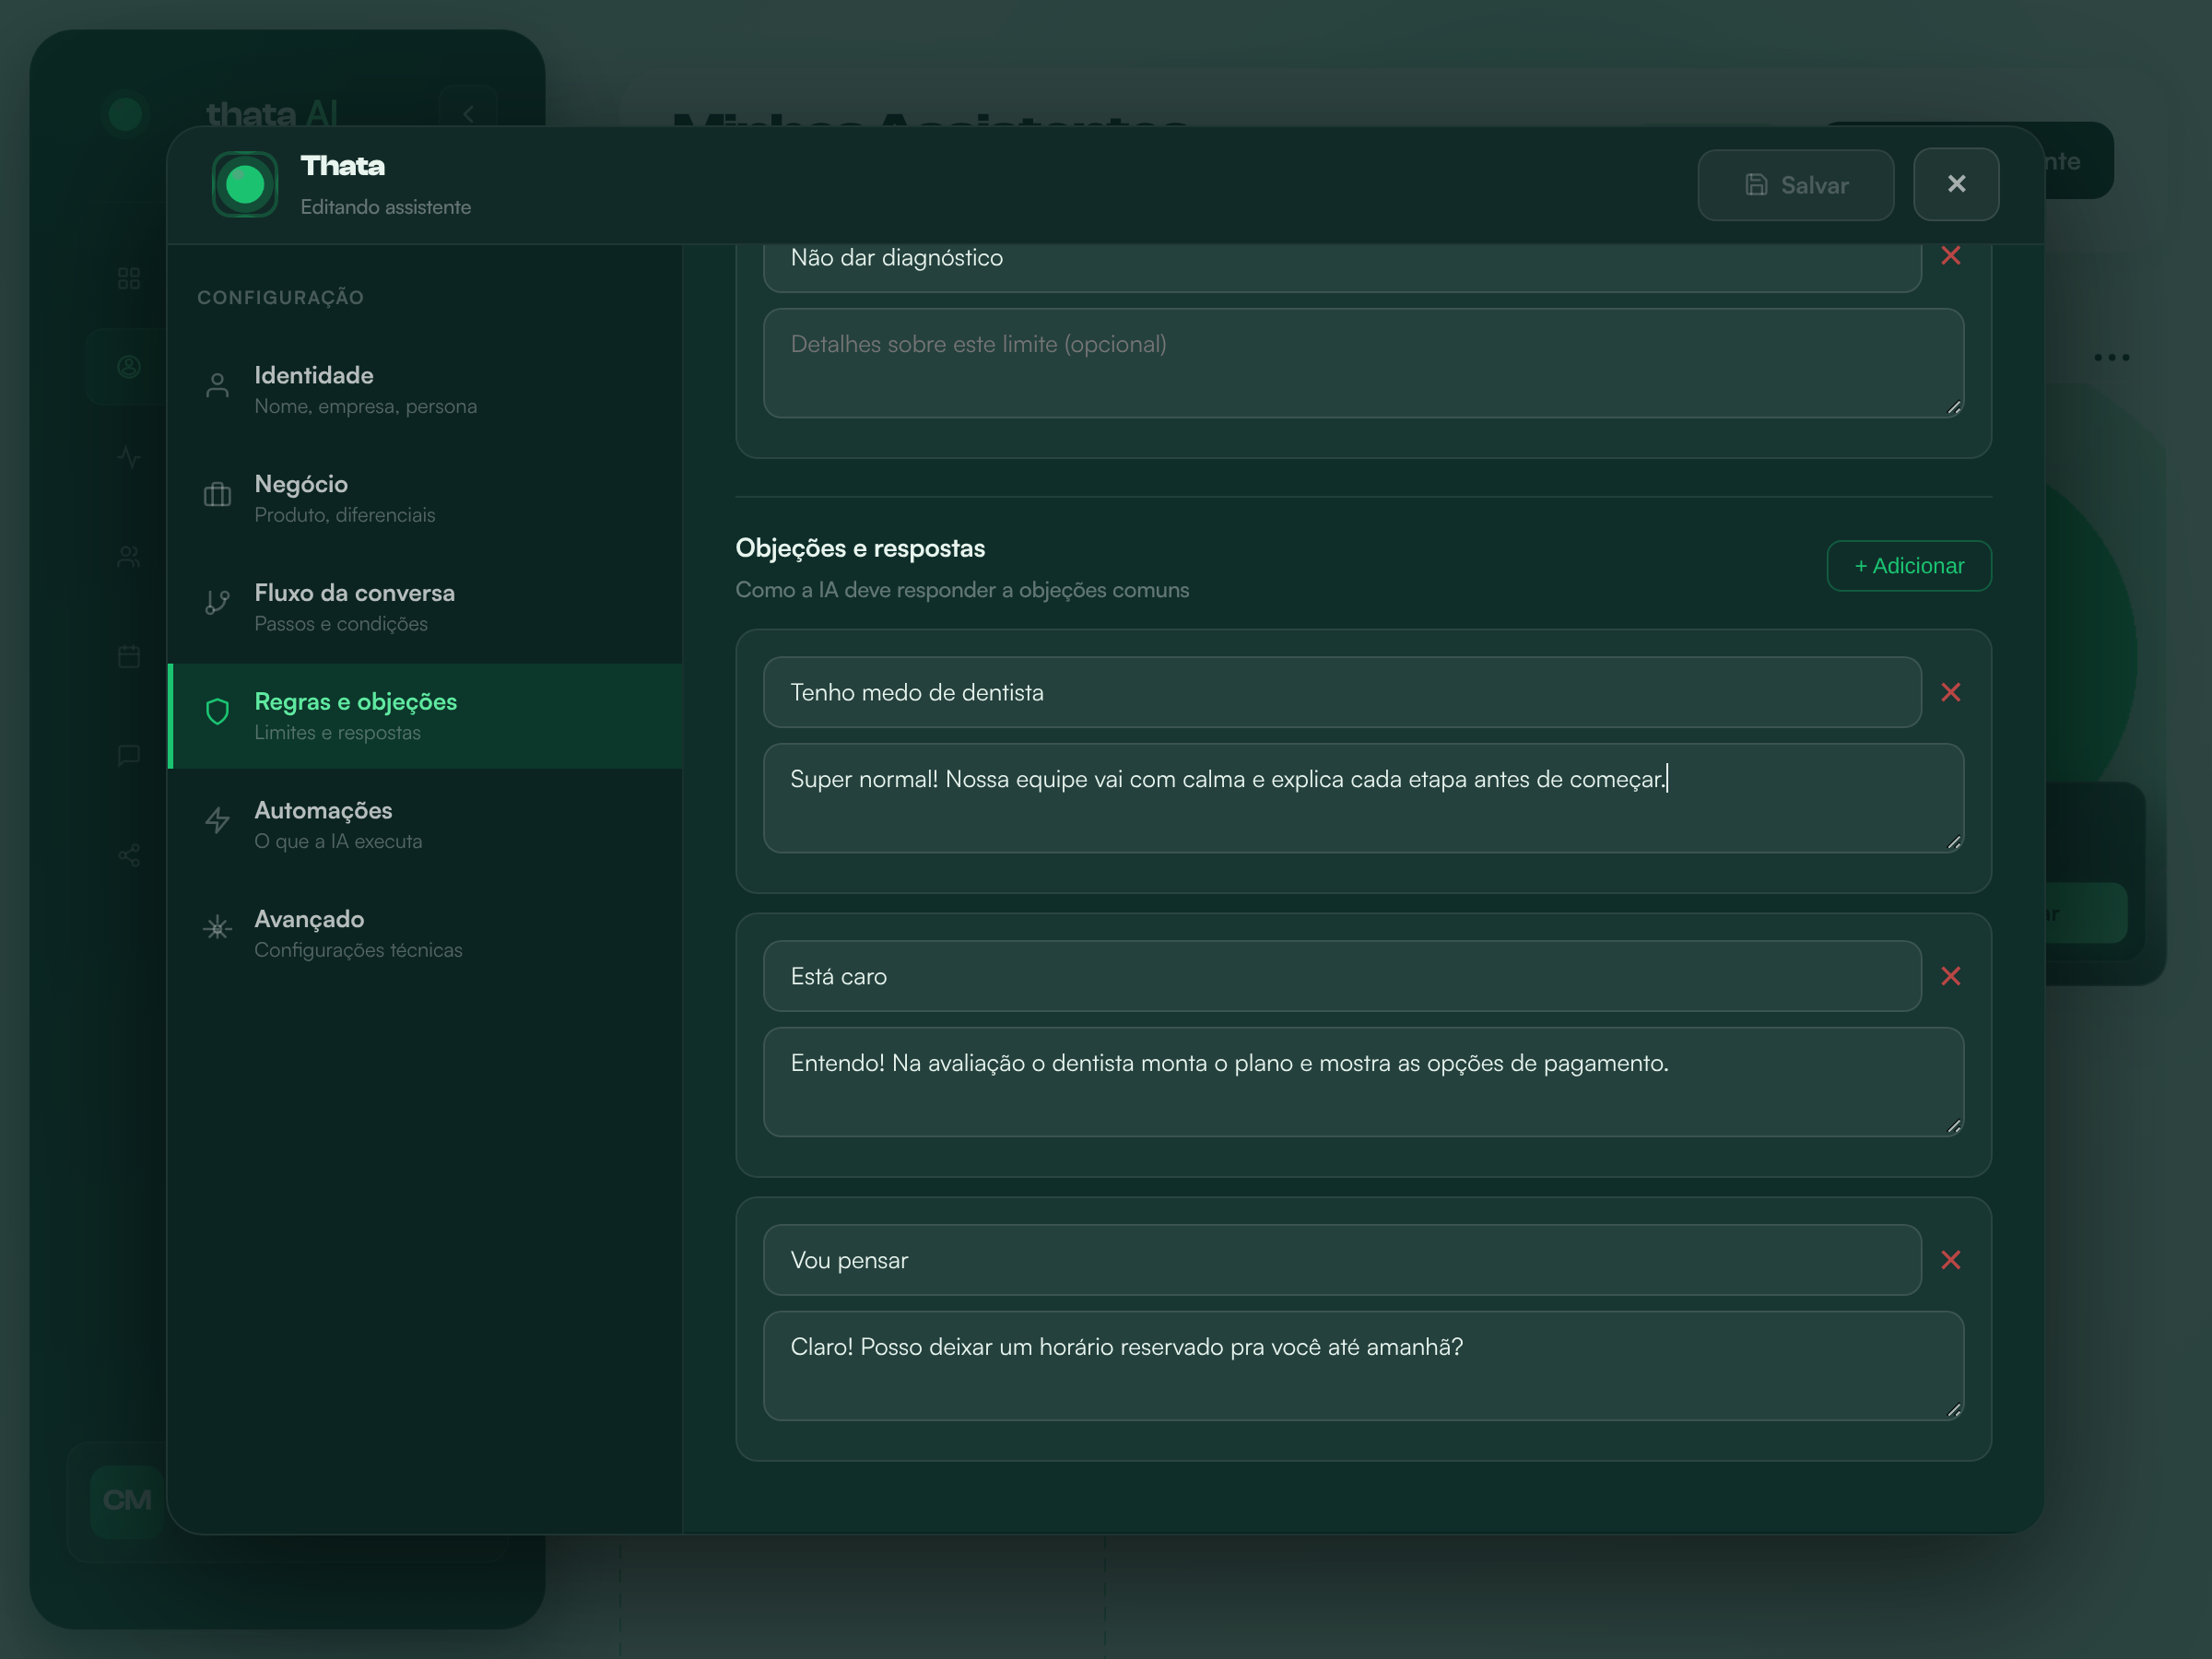 thata AI
Minhas Assistentes
nte
Thata
Editando assistente
Salvar
CONFIGURAÇÃO
Identidade
Nome, empresa, persona
Negócio
Produto, diferenciais
Fluxo da conversa
Passos e condições
Regras e objeções
Limites e respostas
Automações
O que a IA executa
Avançado
Configurações técnicas
CM
Não dar diagnóstico
Detalhes sobre este limite (opcional)
Objeções e respostas
Como a IA deve responder a objeções comuns
+ Adicionar
Tenho medo de dentista
Super normal! Nossa equipe vai com calma e explica cada etapa antes de começar.
Está caro
Entendo! Na avaliação o dentista monta o plano e mostra as opções de pagamento.
Vou pensar
Claro! Posso deixar um horário reservado pra você até amanhã?
ar